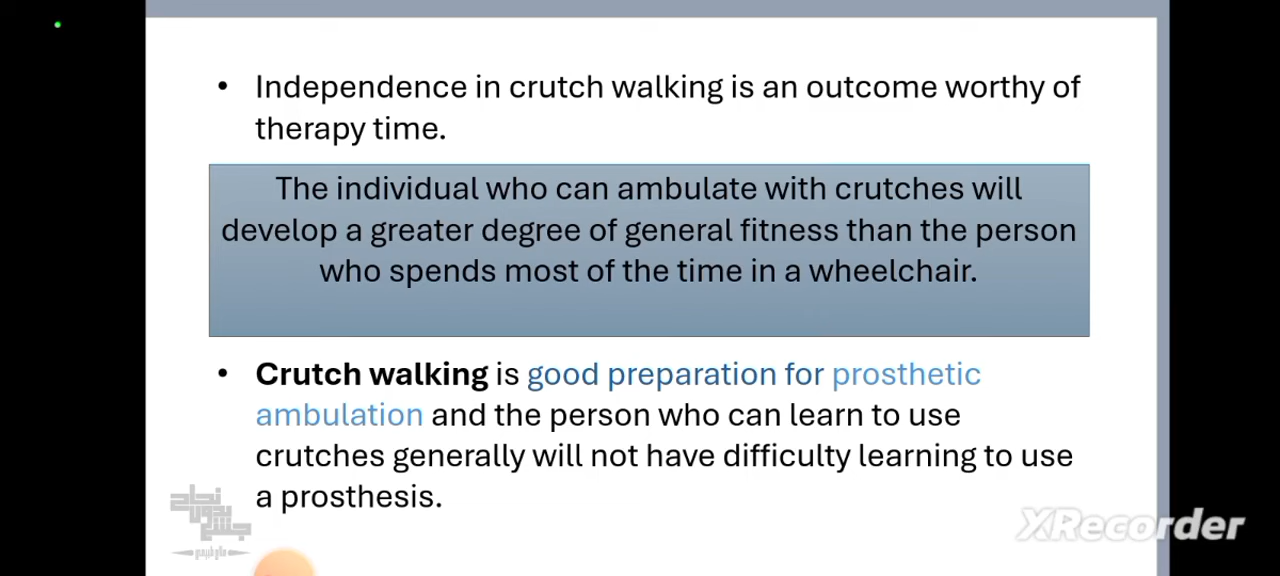 • Independence in crutch walking is an outcome worthy of
therapy time.
The individual who can ambulate with crutches will
develop a greater degree of general fitness than the person
who spends most of the time in a wheelchair.
• Crutch walking is good preparation for prosthetic
ambulation and the person who can learn to use
crutches generally will not have difficulty learning to use
a prosthesis.
نجاح
بدون
XRecorder